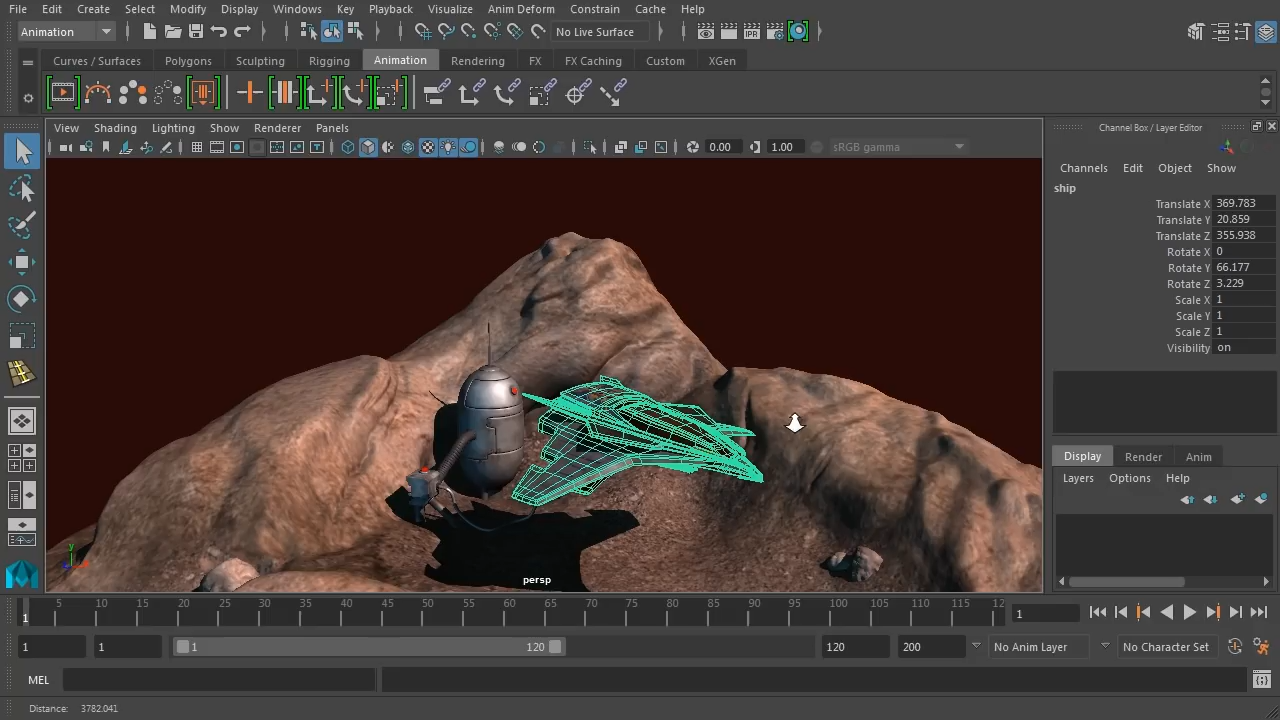 File Edit Create Select Modify Display Windows Key Playback Visualize Anim Deform Constrain Cache Help
Animation No Live Surface
Curves / Surfaces Polygons Sculpting Rigging Animation Rendering FX FX Caching Custom XGen
IPR
View Shading Lighting Show Renderer Panels
0.00 1.00 sRGB gamma
Channel Box / Layer Editor
Channels Edit Object Show
ship
Translate X 369.783
Translate Y 20.859
Translate Z 355.938
Rotate X 0
Rotate Y 66.177
Rotate Z 3.229
Scale X 1
Scale Y 1
Scale Z 1
Visibility on
Display Render Anim
Layers Options Help
y
persp
5 10 15 20 25 30 35 40 45 50 55 60 65 70 75 80 85 90 95 100 105 110 115 12
1 1
1 1 1 120 120 200 No Anim Layer No Character Set
MEL
Distance: 3782.041